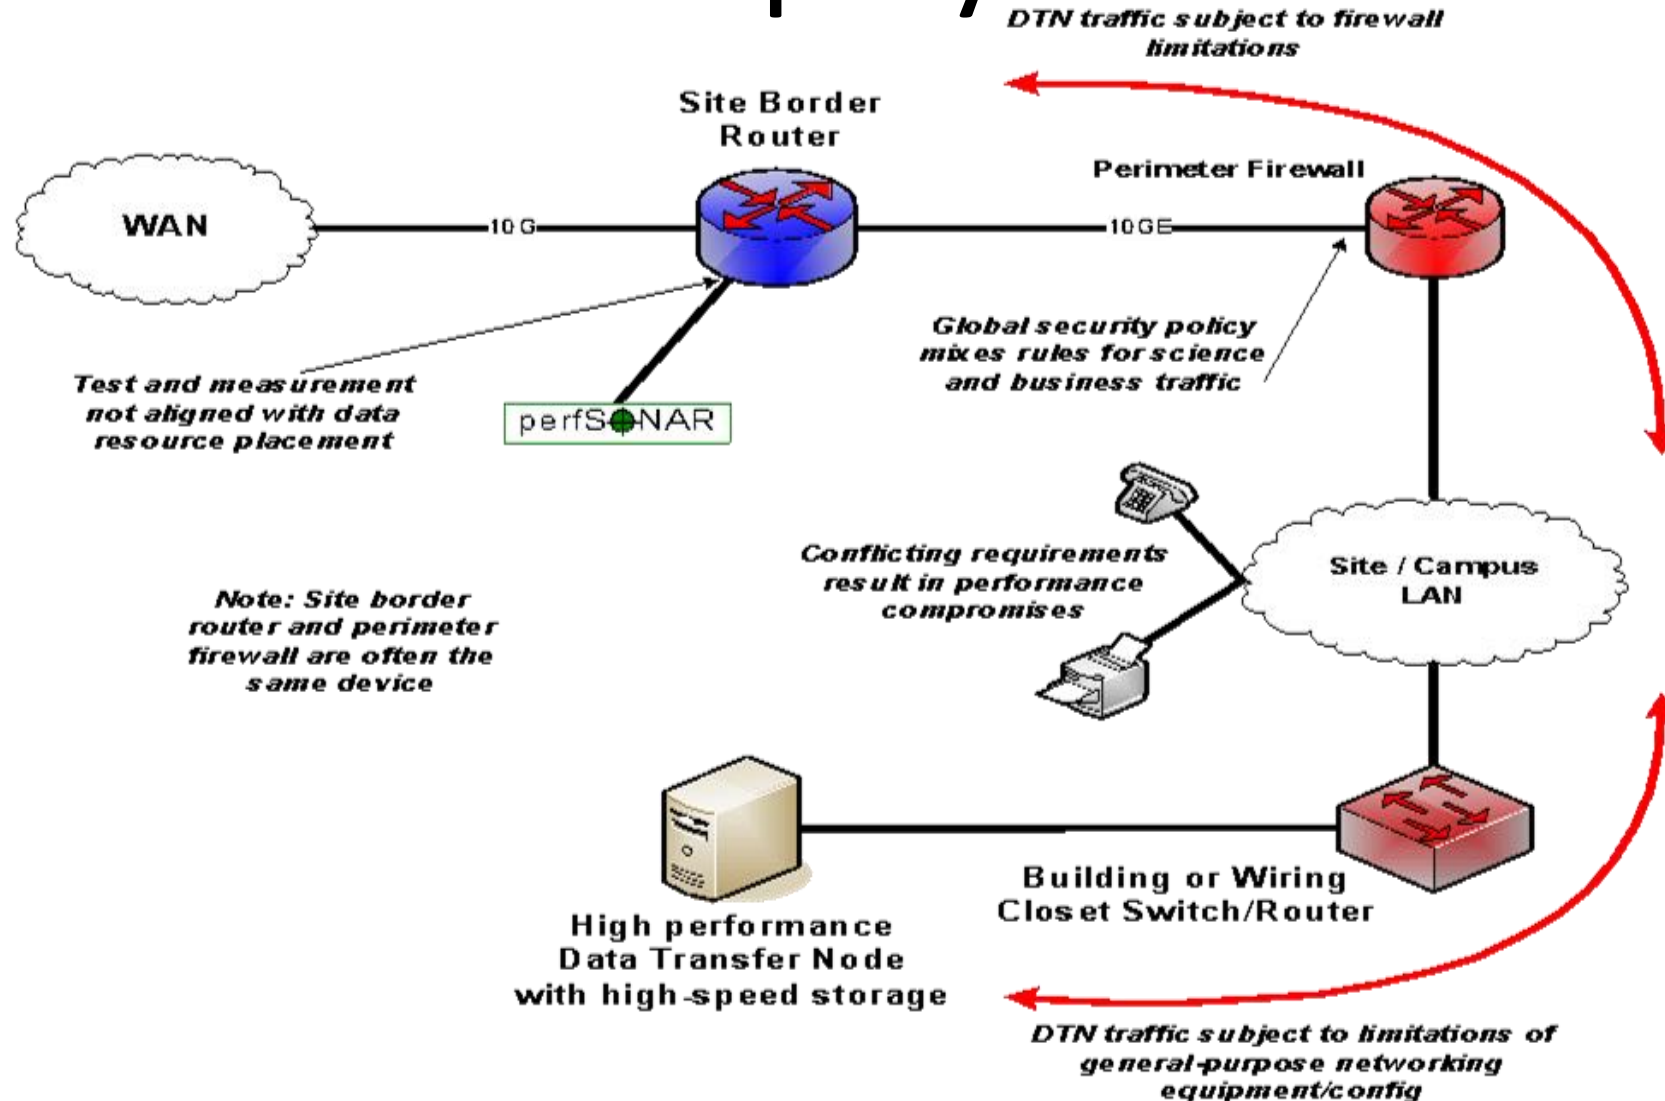 DTN traffic subject to firewall
limitations
Site Border
Router
Perimeter Firewall
WAN
10G
10GE
Global security policy
mixes rules for science
and business traffic
Test and measurement
not aligned with data
resource placement
perfSONAR
Conflicting requirements
result in performance
compromises
Site / Campus
LAN
Note: Site border
router and perimeter
firewall are often the
same device
Building or Wiring
Closet Switch/Router
High performance
Data Transfer Node
with high-speed storage
DTN traffic subject to limitations of
general-purpose networking
equipment/config